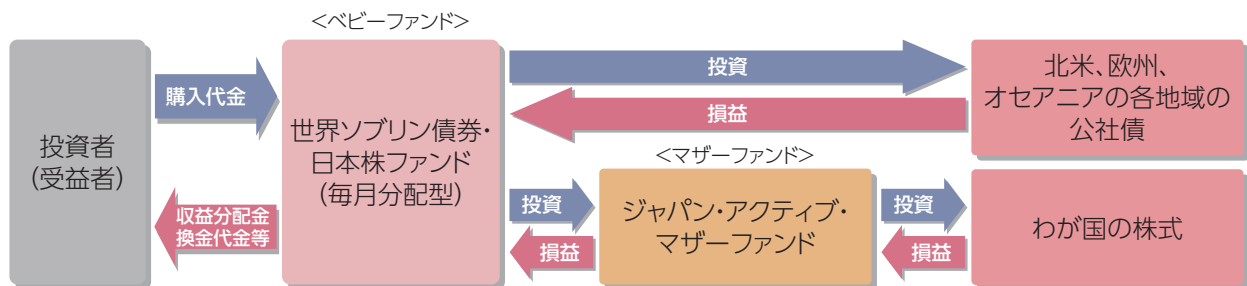 <ベビーファンド>
投資者
(受益者)
購入代金
収益分配金
換金代金等
世界ソブリン債券・
日本株ファンド
(毎月分配型)
投資
損益
北米、欧州、
オセアニアの各地域の
公社債
<マザーファンド>
投資
損益
ジャパン・アクティブ・
マザーファンド
投資
損益
わが国の株式